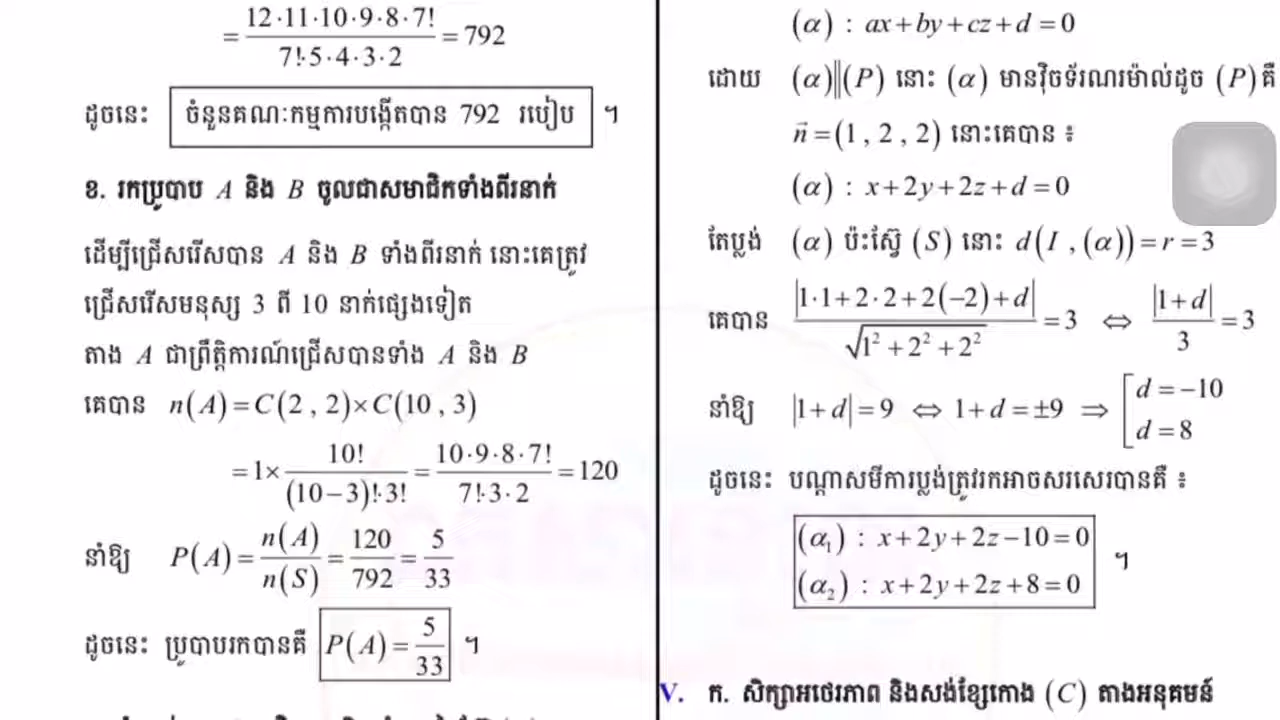 = 12·11·10·9·8·7! / 7!·5·4·3·2 = 792
ដូចនេះ ចំនួនគណៈកម្មការបង្កើតបាន 792 របៀប ។
ខ. រកប្រូបាប A និង B ចូលជាសមាជិកទាំងពីរនាក់
ដើម្បីជ្រើសរើសបាន A និង B ទាំងពីរនាក់ នោះគេត្រូវ
ជ្រើសរើសមនុស្ស 3 ពី 10 នាក់ផ្សេងទៀត
តាង A ជាព្រឹត្តិការណ៍ជ្រើសបានទាំង A និង B
គេបាន n(A) = C(2 , 2) × C(10 , 3)
= 1× 10! / (10−3)!·3! = 10·9·8·7! / 7!·3·2 = 120
នាំឱ្យ P(A) = n(A) / n(S) = 120 / 792 = 5 / 33
ដូចនេះ ប្រូបាបរកបានគឺ P(A) = 5 / 33 ។
(α) : ax + by + cz + d = 0
ដោយ (α)||(P) នោះ (α) មានវ៉ិចទ័រណរម៉ាល់ដូច (P) គឺ
n⃗ = (1 , 2 , 2) នោះគេបាន ៖
(α) : x + 2y + 2z + d = 0
តែប្លង់ (α) ប៉ះស្វ៊ែ (S) នោះ d(I , (α)) = r = 3
គេបាន |1·1+2·2+2(−2)+d| / √1² + 2² + 2² = 3 ⇔ |1+d| / 3 = 3
នាំឱ្យ |1+d| = 9 ⇔ 1+d = ±9 ⇒ [ d = −10
d = 8
ដូចនេះ បណ្តាសមីការប្លង់ត្រូវរកអាចសរសេរបានគឺ ៖
(α₁) : x + 2y + 2z − 10 = 0
(α₂) : x + 2y + 2z + 8 = 0 ។
V. ក. សិក្សាអថេរភាព និងសង់ខ្សែកោង (C) តាងអនុគមន៍